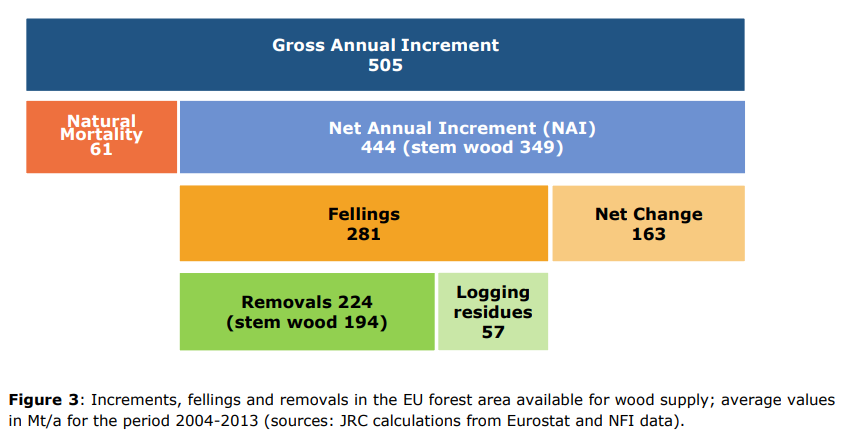 Gross Annual Increment
505
Natural
Mortality
61
Net Annual Increment (NAI)
444 (stem wood 349)
Fellings
281
Net Change
163
Removals 224
(stem wood 194)
Logging
residues
57
Figure 3: Increments, fellings and removals in the EU forest area available for wood supply; average values
in Mt/a for the period 2004-2013 (sources: JRC calculations from Eurostat and NFI data).